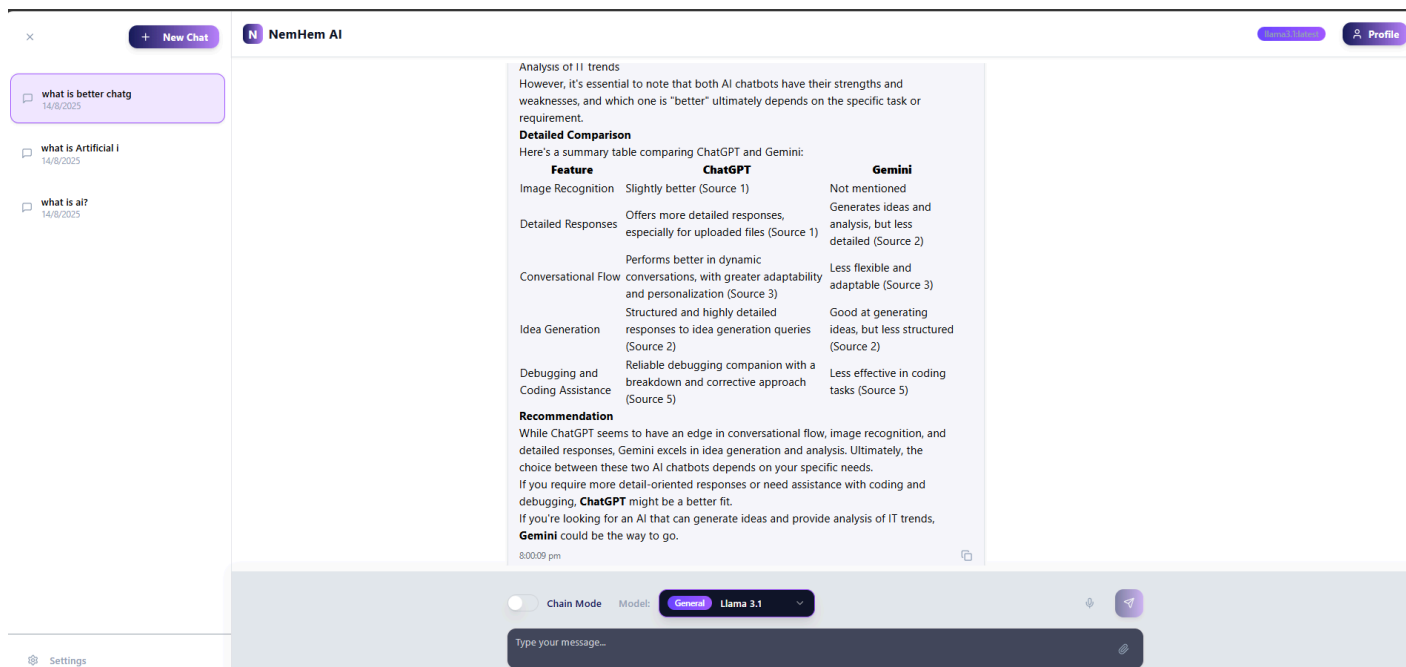 New Chat
N NemHem AI
llama3.1:latest
Profile
what is better chatg
14/8/2025
what is Artificial i
14/8/2025
what is ai?
14/8/2025
Settings
Analysis of IT trends
However, it's essential to note that both AI chatbots have their strengths and
weaknesses, and which one is "better" ultimately depends on the specific task or
requirement.
Detailed Comparison
Here's a summary table comparing ChatGPT and Gemini:
Feature ChatGPT Gemini
Image Recognition Slightly better (Source 1) Not mentioned
Detailed Responses
Offers more detailed responses,
especially for uploaded files (Source 1)
Generates ideas and
analysis, but less
detailed (Source 2)
Conversational Flow
Performs better in dynamic
conversations, with greater adaptability
and personalization (Source 3)
Less flexible and
adaptable (Source 3)
Idea Generation
Structured and highly detailed
responses to idea generation queries
(Source 2)
Good at generating
ideas, but less structured
(Source 2)
Debugging and
Coding Assistance
Reliable debugging companion with a
breakdown and corrective approach
(Source 5)
Less effective in coding
tasks (Source 5)
Recommendation
While ChatGPT seems to have an edge in conversational flow, image recognition, and
detailed responses, Gemini excels in idea generation and analysis. Ultimately, the
choice between these two AI chatbots depends on your specific needs.
If you require more detail-oriented responses or need assistance with coding and
debugging, ChatGPT might be a better fit.
If you're looking for an AI that can generate ideas and provide analysis of IT trends,
Gemini could be the way to go.
8:00:09 pm
Chain Mode Model: General Llama 3.1
Type your message...